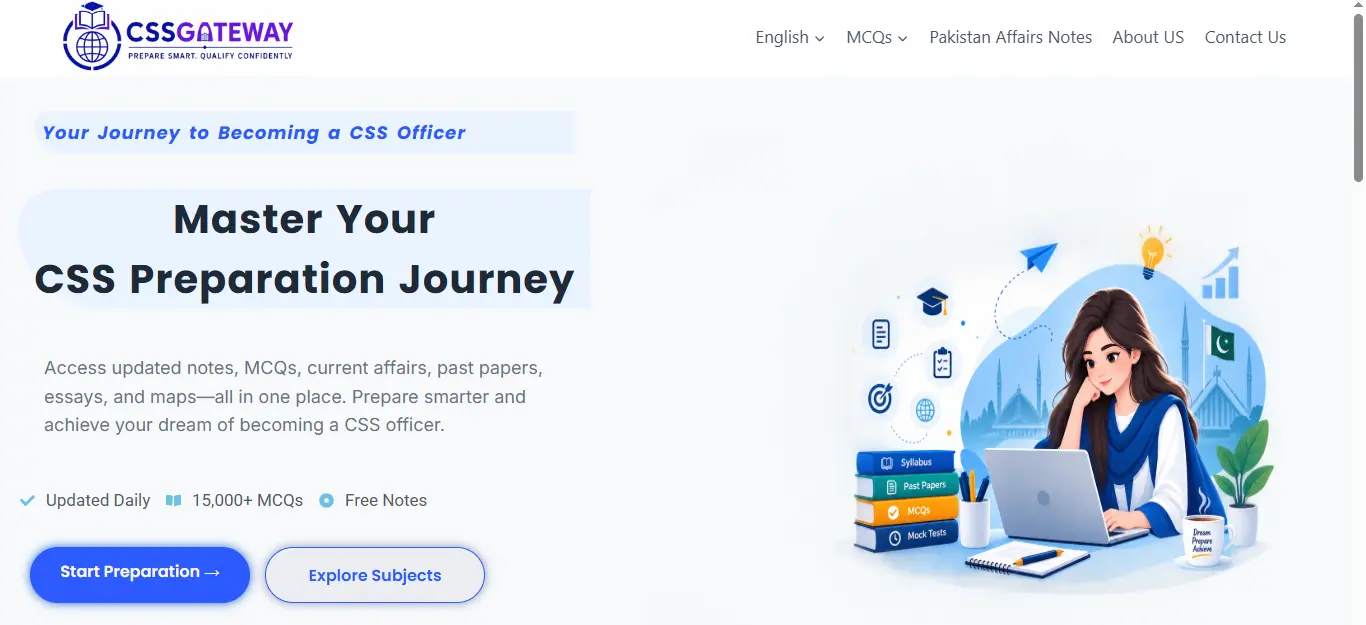 CSSGATEWAY
PREPARE SMART. QUALIFY CONFIDENTLY
English MCQs Pakistan Affairs Notes About US Contact Us
Your Journey to Becoming a CSS Officer
Master Your
CSS Preparation Journey
Access updated notes, MCQs, current affairs, past papers,
essays, and maps—all in one place. Prepare smarter and
achieve your dream of becoming a CSS officer.
Updated Daily 15,000+ MCQs Free Notes
Start Preparation →
Explore Subjects
Syllabus
Past Papers
MCQs
Mock Tests
Dream
Prepare
Achieve